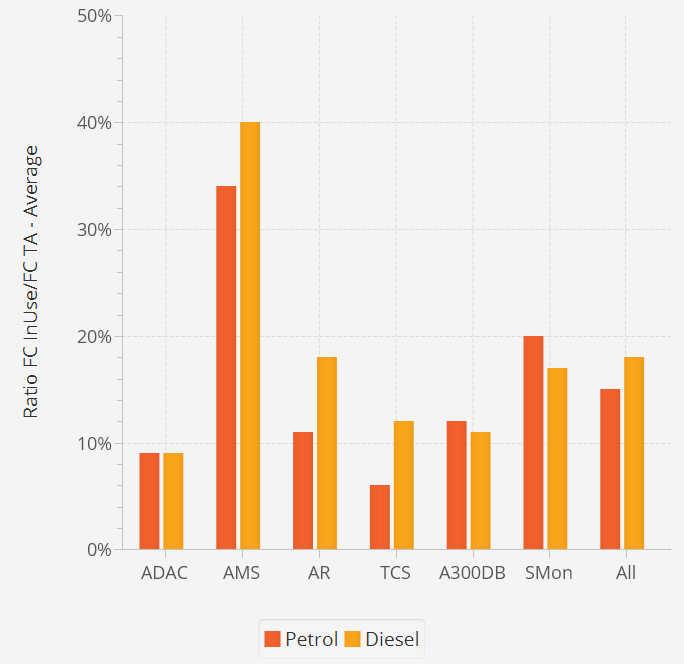 Ratio FC InUse/FC TA - Average
50%
40%
30%
20%
10%
0%
ADAC AMS AR TCS A300DB SMon All
Petrol Diesel